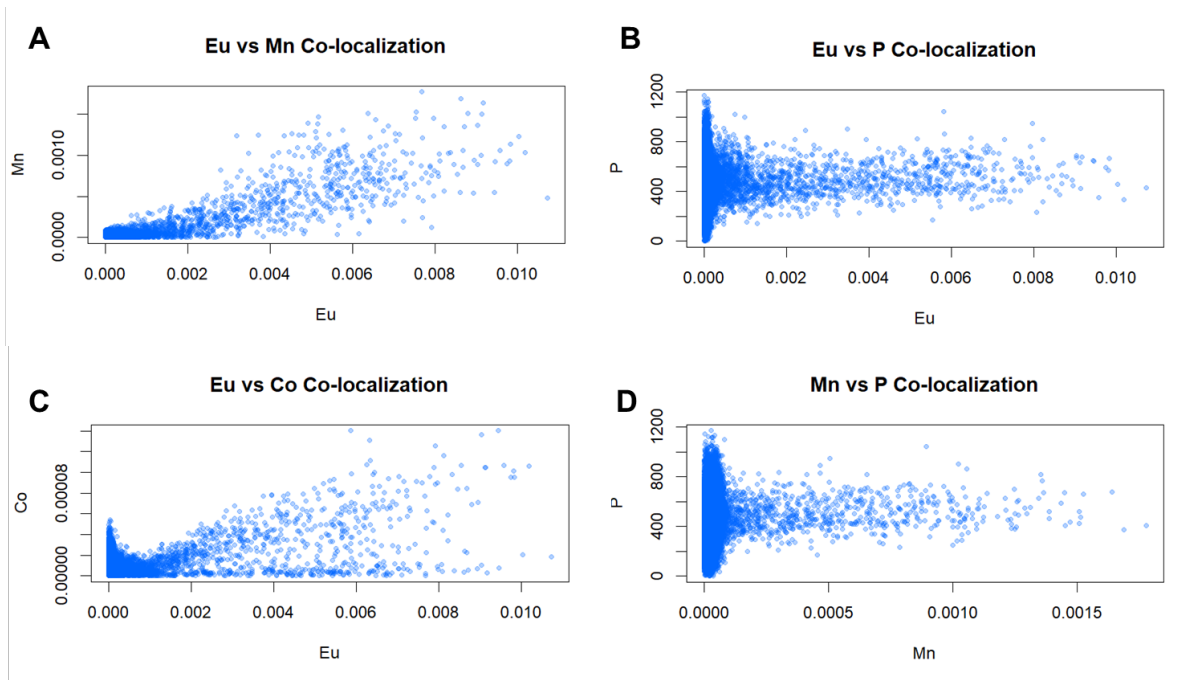 A
Eu vs Mn Co-localization
Mn
0.0000 0.0010
0.000 0.002 0.004 0.006 0.008 0.010
Eu
B
Eu vs P Co-localization
P
0 400 800 1200
0.000 0.002 0.004 0.006 0.008 0.010
Eu
C
Eu vs Co Co-localization
Co
0.00000 0.00008
0.000 0.002 0.004 0.006 0.008 0.010
Eu
D
Mn vs P Co-localization
P
0 400 800 1200
0.0000 0.0005 0.0010 0.0015
Mn